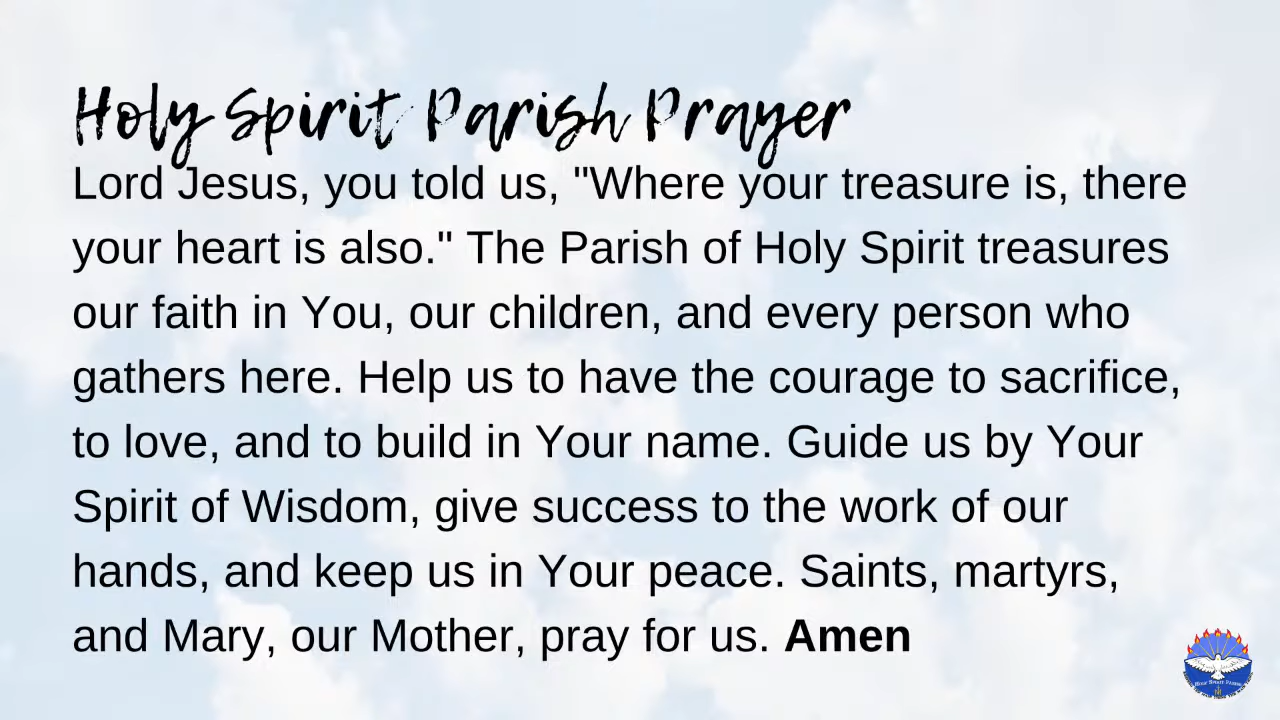 Holy Spirit Parish Prayer
Lord Jesus, you told us, "Where your treasure is, there
your heart is also." The Parish of Holy Spirit treasures
our faith in You, our children, and every person who
gathers here. Help us to have the courage to sacrifice,
to love, and to build in Your name. Guide us by Your
Spirit of Wisdom, give success to the work of our
hands, and keep us in Your peace. Saints, martyrs,
and Mary, our Mother, pray for us. Amen
Holy Spirit Parish